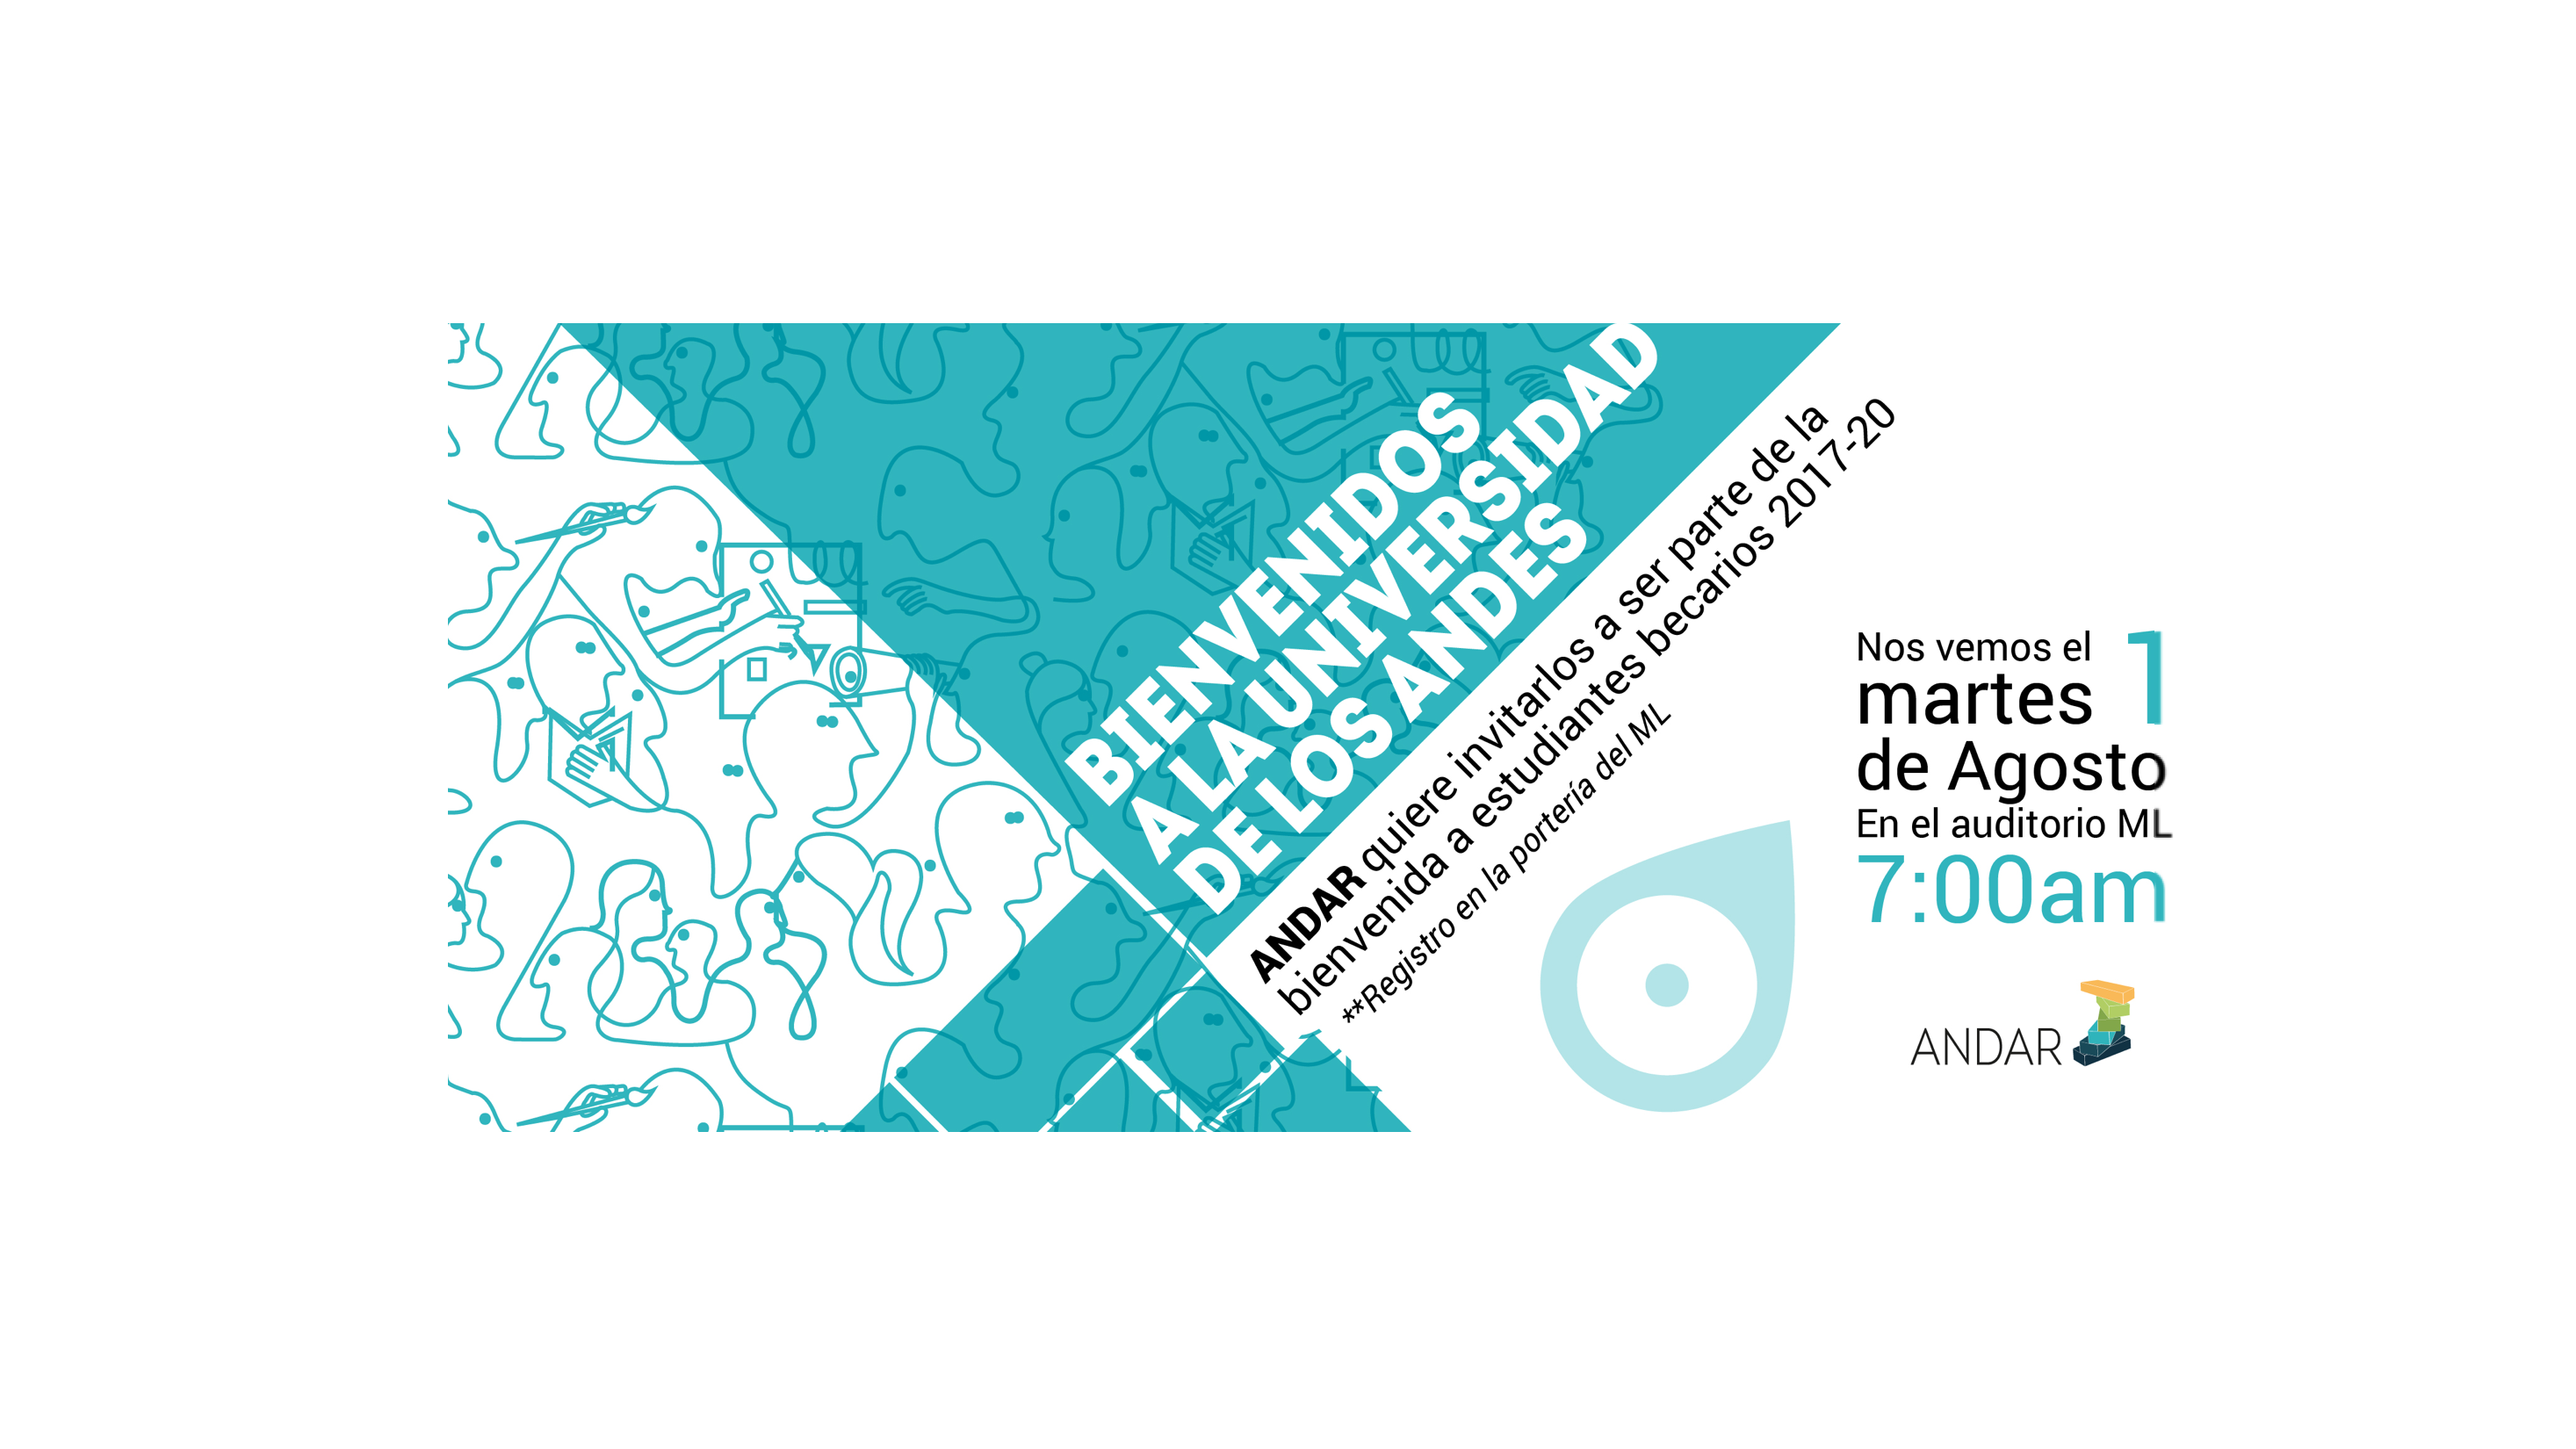 BIENVENIDOS
A LA UNIVERSIDAD
DE LOS ANDES
ANDAR quiere invitarlos a ser parte de la
bienvenida a estudiantes becarios 2017-20
**Registro en la portería del ML
Nos vemos el
martes 1
de Agosto
En el auditorio ML
7:00am
ANDAR